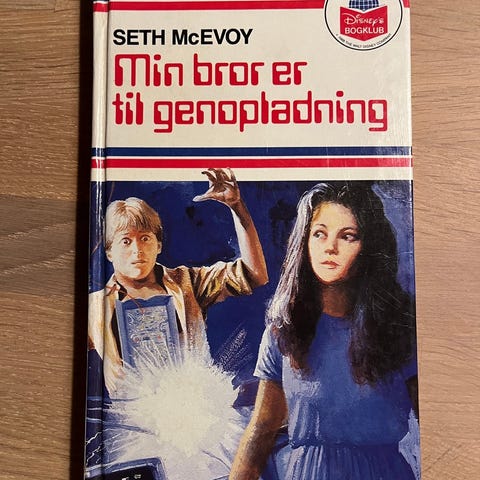 Disney's
BOGKLUB
SETH McEVOY
Min bror er
til genopladning